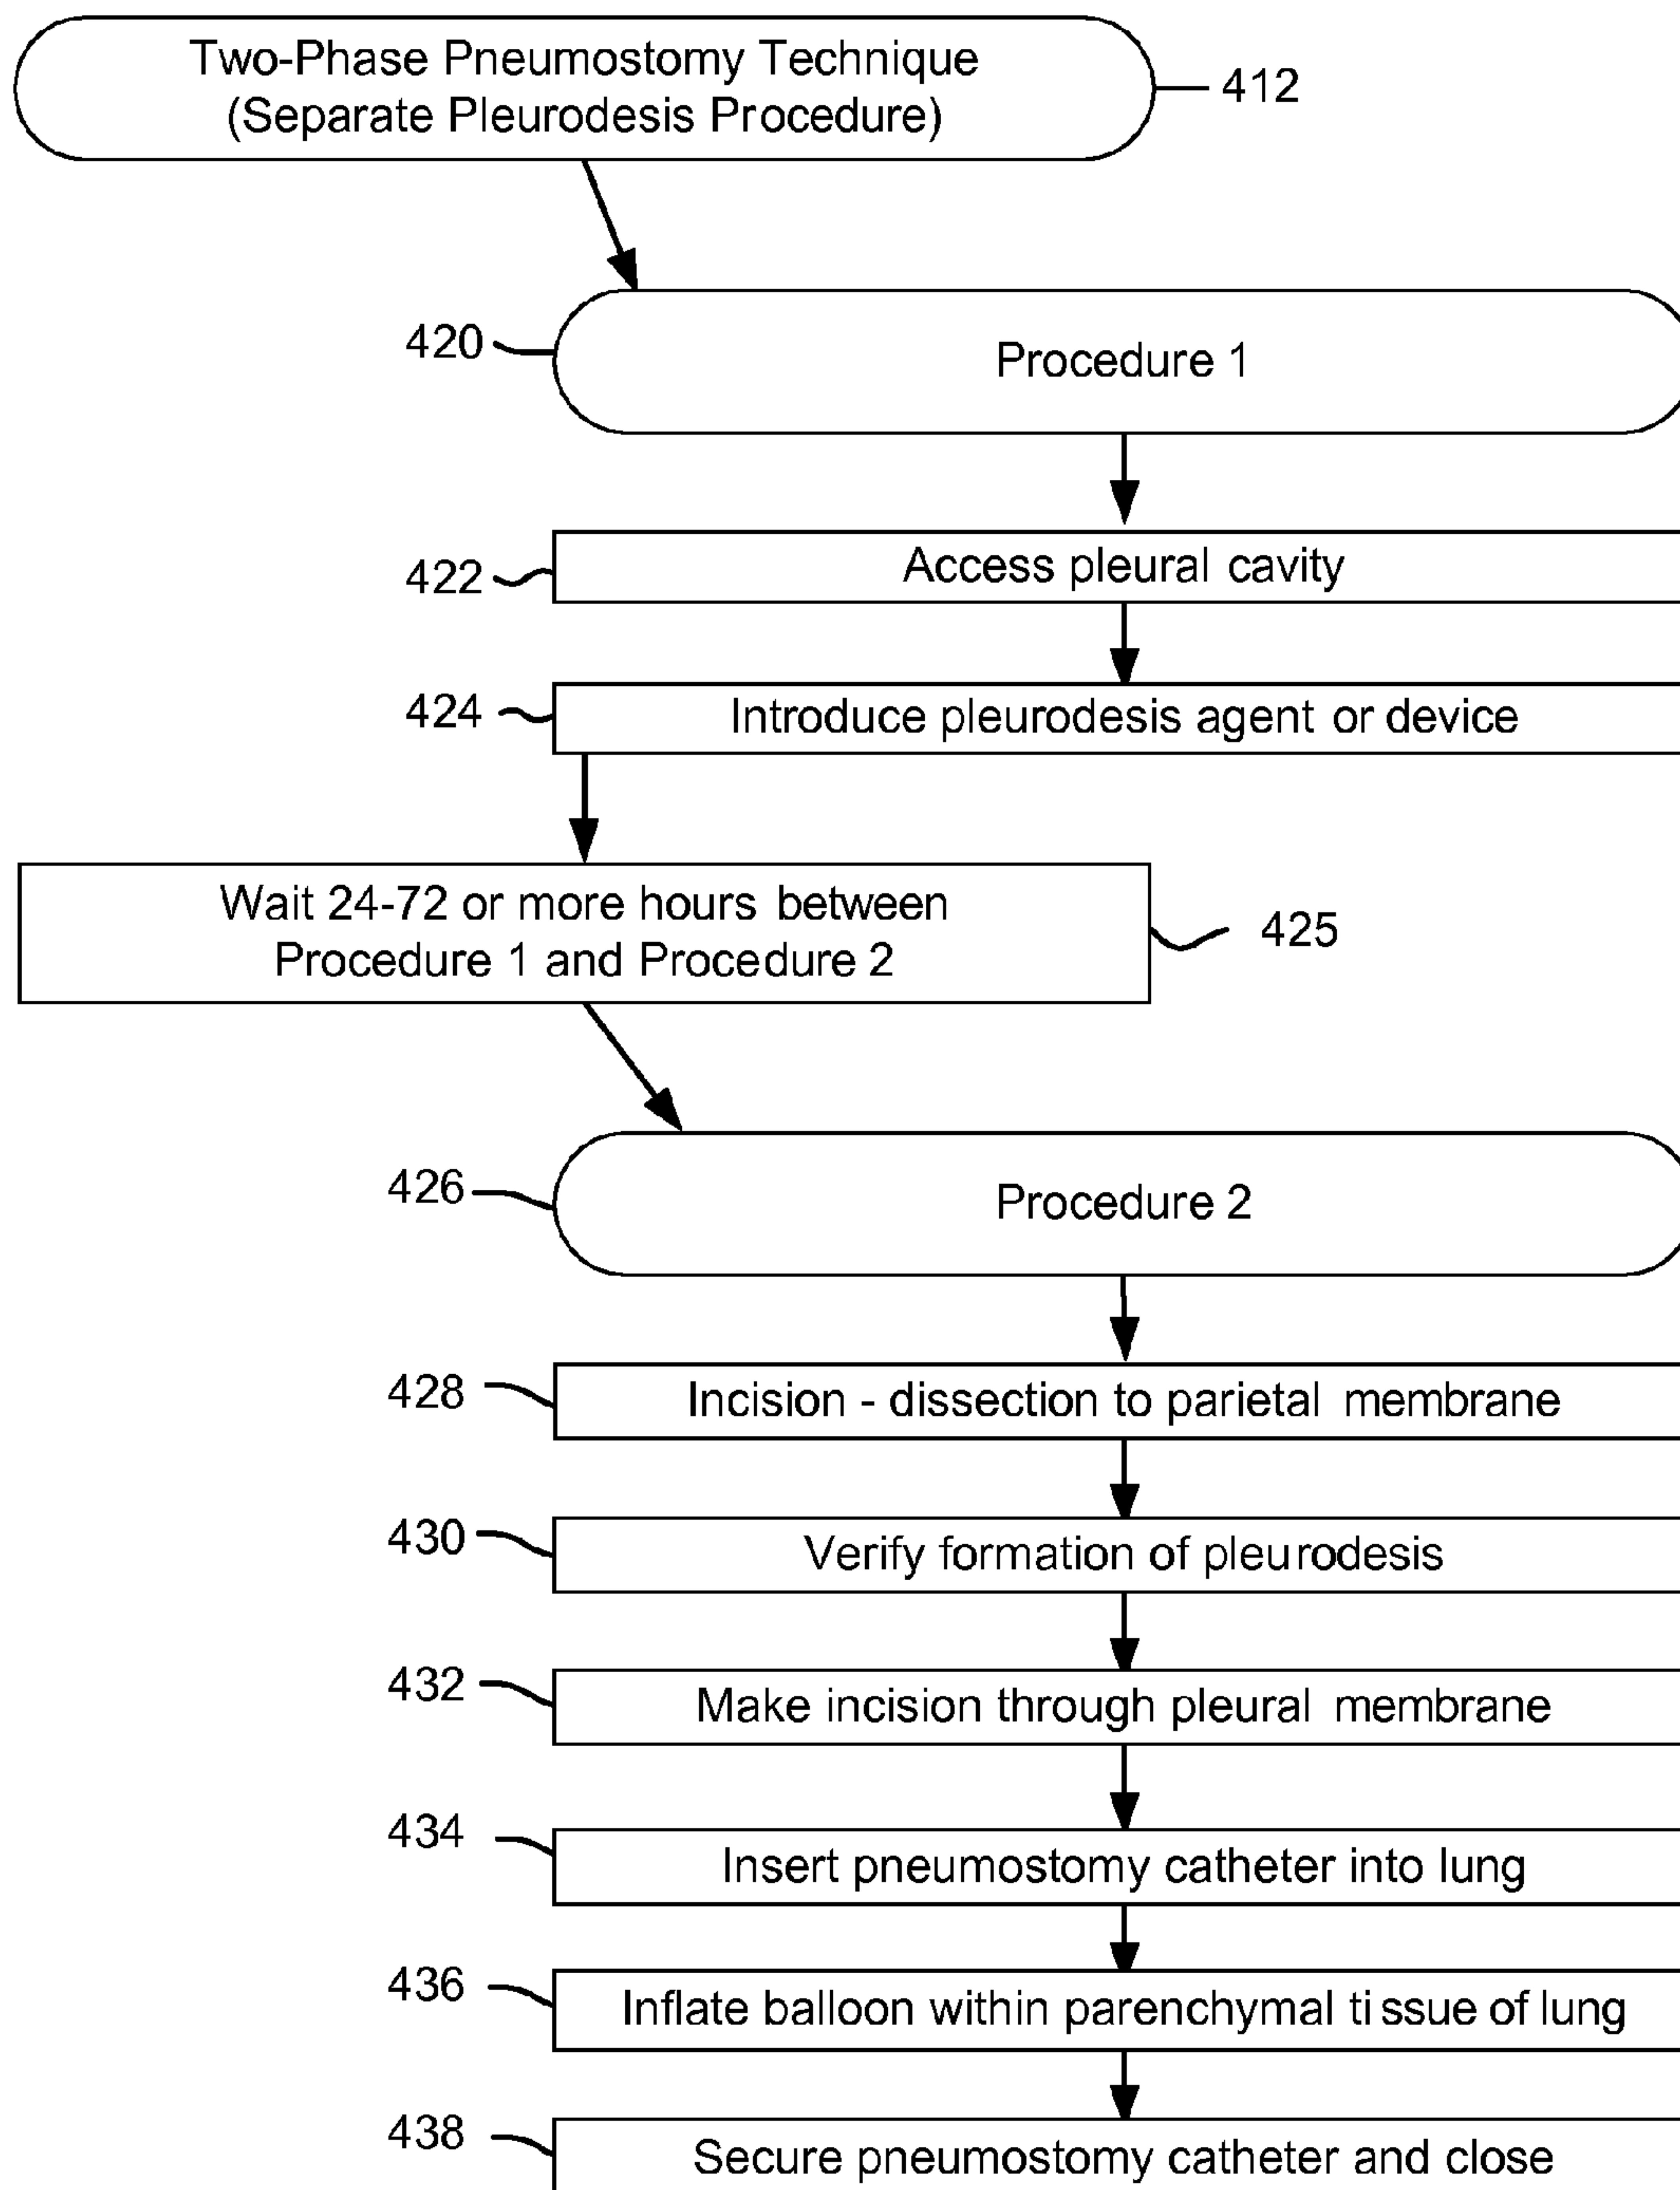 Two-Phase Pneumostomy Technique
(Separate Pleurodesis Procedure)
412
420
Procedure 1
422
Access pleural cavity
424
Introduce pleurodesis agent or device
Wait 24-72 or more hours between
Procedure 1 and Procedure 2
425
426
Procedure 2
428
Incision - dissection to parietal membrane
430
Verify formation of pleurodesis
432
Make incision through pleural membrane
434
Insert pneumostomy catheter into lung
436
Inflate balloon within parenchymal tissue of lung
438
Secure pneumostomy catheter and close